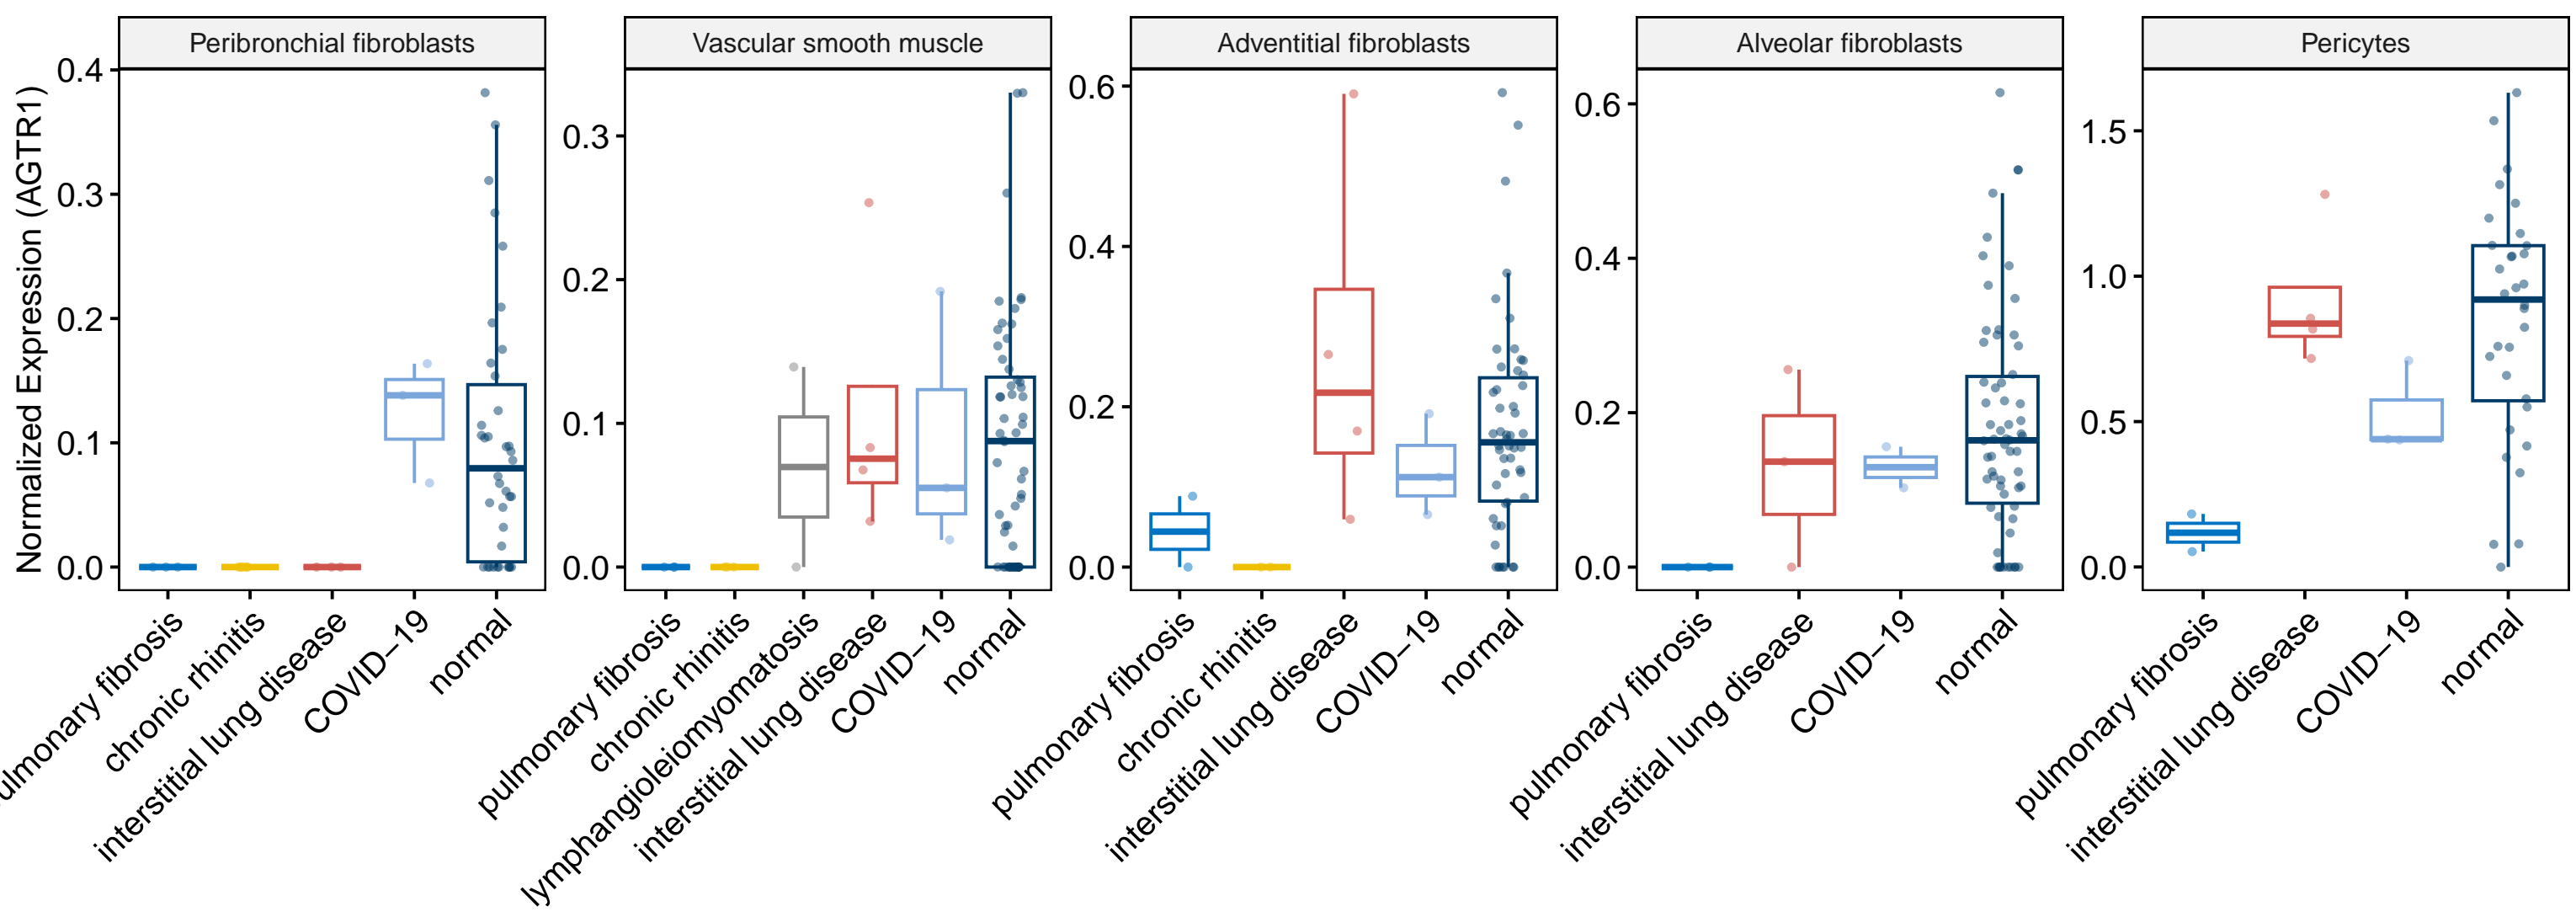 Peribronchial fibroblasts
Vascular smooth muscle
Adventitial fibroblasts
Alveolar fibroblasts
Pericytes
Normalized Expression (AGTR1)
0.4
0.3
0.2
0.1
0.0
0.3
0.2
0.1
0.0
0.6
0.4
0.2
0.0
0.6
0.4
0.2
0.0
1.5
1.0
0.5
0.0
ulmonary fibrosis
chronic rhinitis
interstitial lung disease
COVID−19
normal
pulmonary fibrosis
chronic rhinitis
lymphangioleiomyomatosis
interstitial lung disease
COVID−19
normal
pulmonary fibrosis
chronic rhinitis
interstitial lung disease
COVID−19
normal
pulmonary fibrosis
interstitial lung disease
COVID−19
normal
pulmonary fibrosis
interstitial lung disease
COVID−19
normal